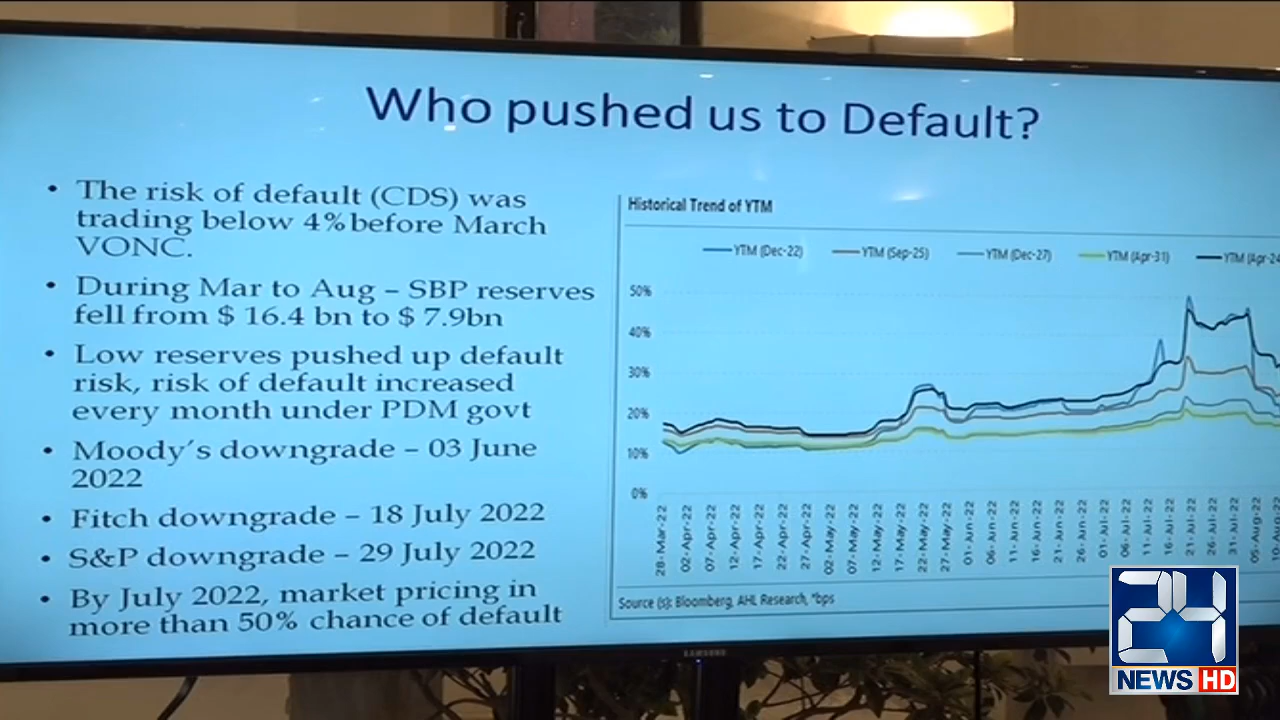 Who pushed us to Default?
• The risk of default (CDS) was
trading below 4% before March
VONC.
• During Mar to Aug – SBP reserves
fell from $ 16.4 bn to $ 7.9bn
• Low reserves pushed up default
risk, risk of default increased
every month under PDM govt
• Moody's downgrade – 03 June
2022
• Fitch downgrade – 18 July 2022
• S&P downgrade – 29 July 2022
• By July 2022, market pricing in
more than 50% chance of default
Historical Trend of YTM
YTM (Dec-22) YTM (Sep-25) YTM (Dec-27) YTM (Apr-31) YTM (Apr-24
50%
40%
30%
20%
10%
0%
28-Mar-22 02-Apr-22 07-Apr-22 12-Apr-22 17-Apr-22 22-Apr-22 27-Apr-22 02-May-22 07-May-22 12-May-22 17-May-22 22-May-22 27-May-22 01-Jun-22 06-Jun-22 11-Jun-22 16-Jun-22 21-Jun-22 26-Jun-22 01-Jul-22 06-Jul-22 11-Jul-22 16-Jul-22 21-Jul-22 26-Jul-22 31-Jul-22 05-Aug-22
Source (s): Bloomberg, AHL Research, *bps
SAMSUNG
24
NEWS HD